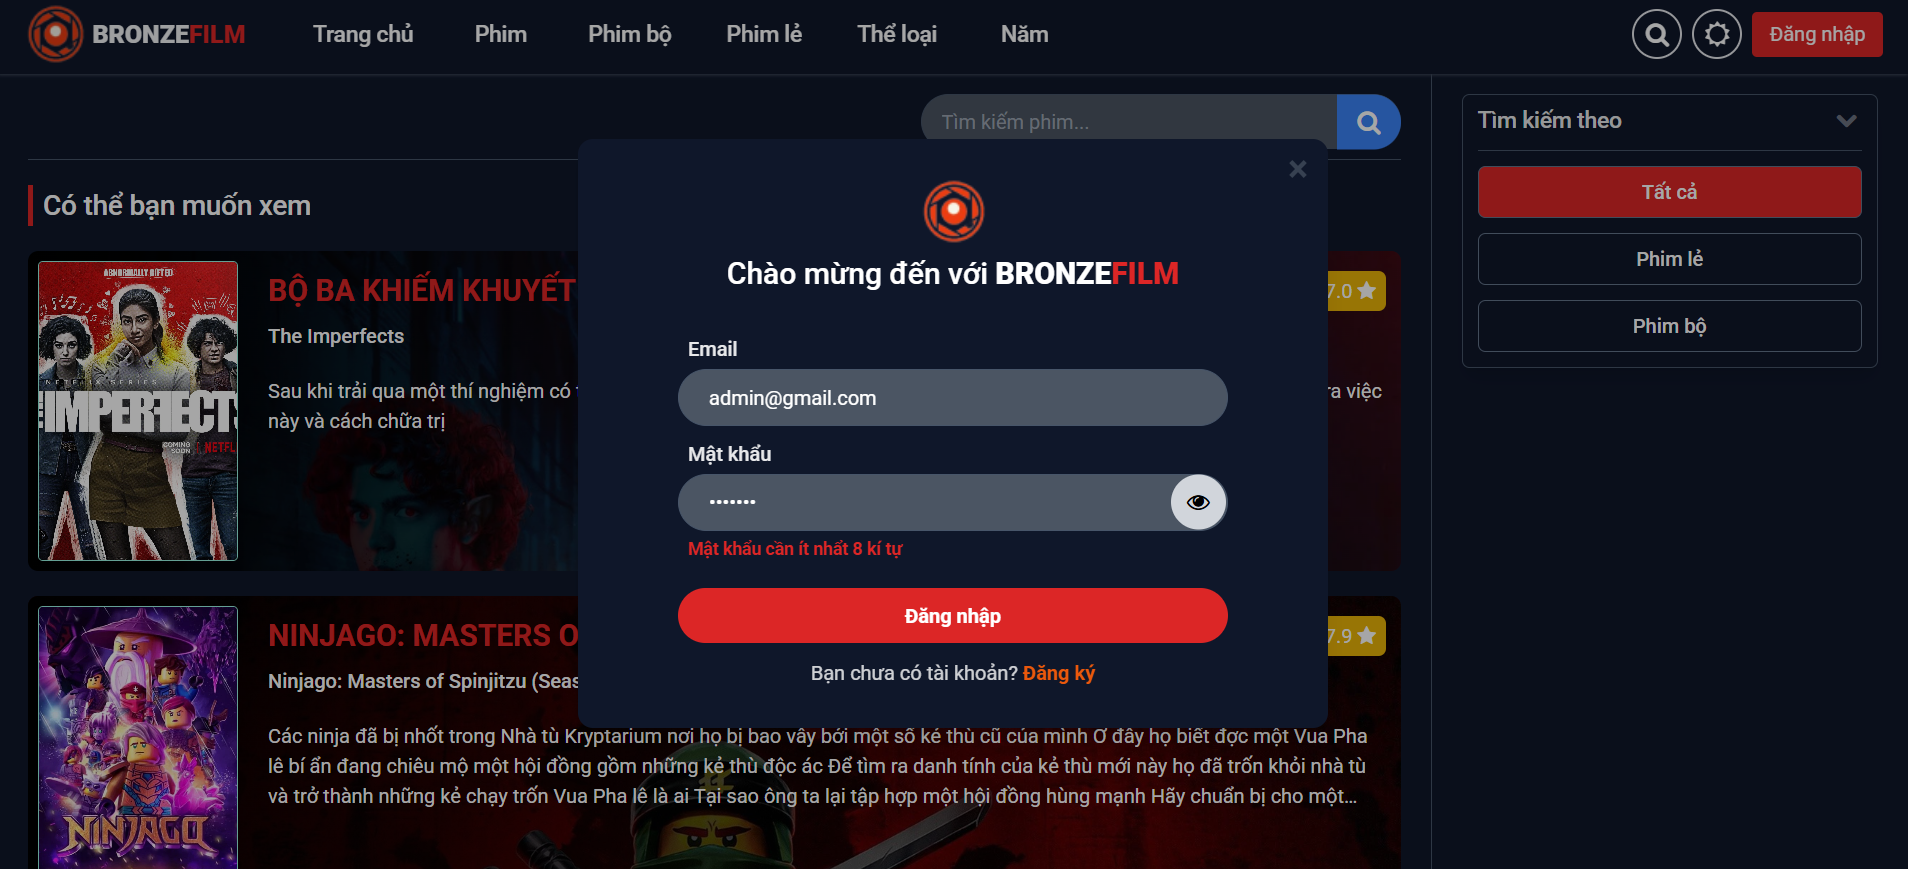 BRONZEFILM
Trang chủ
Phim
Phim bộ
Phim lẻ
Thể loại
Năm
Đăng nhập
Tìm kiếm phim...
Tìm kiếm theo
Tất cả
Phim lẻ
Phim bộ
Có thể bạn muốn xem
ABNORMALLY GIFTED
NETFLIX SERIES
IMPERFECTS
COMING
SOON
NETFL
BỘ BA KHIẾM KHUYẾT
7.0
The Imperfects
Sau khi trải qua một thí nghiệm có
ra việc
này và cách chữa trị
Chào mừng đến với BRONZEFILM
Email
admin@gmail.com
Mật khẩu
•••••••
Mật khẩu cần ít nhất 8 kí tự
Đăng nhập
Bạn chưa có tài khoản? Đăng ký
NINJAGO
NINJAGO: MASTERS O
7.9
Ninjago: Masters of Spinjitzu (Seas
Các ninja đã bị nhốt trong Nhà tù Kryptarium nơi họ bị bao vây bới một số kẻ thù cũ của mình Ở đây họ biết đợc một Vua Pha
lê bí ẩn đang chiêu mộ một hội đồng gồm những kẻ thù độc ác Để tìm ra danh tính của kẻ thù mới này họ đã trốn khỏi nhà tù
và trở thành những kẻ chạy trốn Vua Pha lê là ai Tại sao ông ta lại tập hợp một hội đồng hùng mạnh Hãy chuẩn bị cho một...